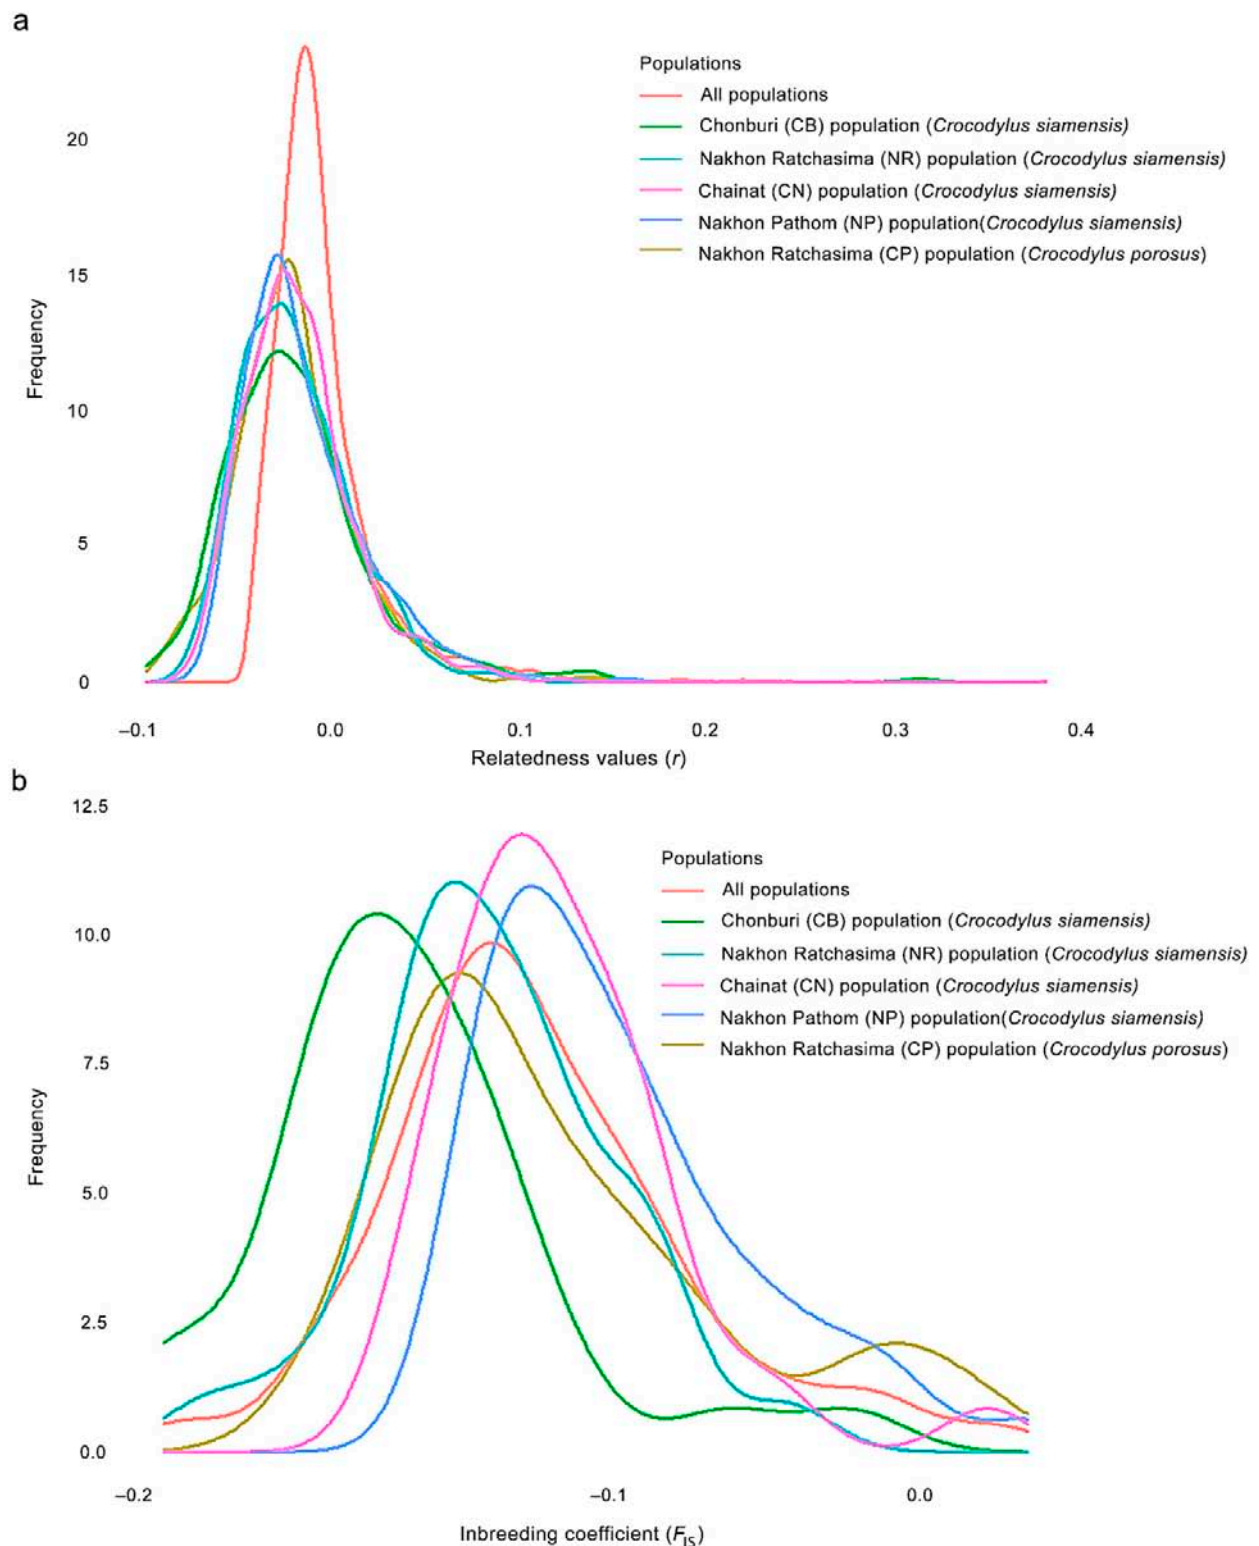 a
Populations
All populations
Chonburi (CB) population (Crocodylus siamensis)
Nakhon Ratchasima (NR) population (Crocodylus siamensis)
Chainat (CN) population (Crocodylus siamensis)
Nakhon Pathom (NP) population(Crocodylus siamensis)
Nakhon Ratchasima (CP) population (Crocodylus porosus)
Frequency
20
15
10
5
0
–0.1 0.0 0.1 0.2 0.3 0.4
Relatedness values (r)
b
Populations
All populations
Chonburi (CB) population (Crocodylus siamensis)
Nakhon Ratchasima (NR) population (Crocodylus siamensis)
Chainat (CN) population (Crocodylus siamensis)
Nakhon Pathom (NP) population(Crocodylus siamensis)
Nakhon Ratchasima (CP) population (Crocodylus porosus)
Frequency
12.5
10.0
7.5
5.0
2.5
0.0
–0.2 –0.1 0.0
Inbreeding coefficient (FIS)